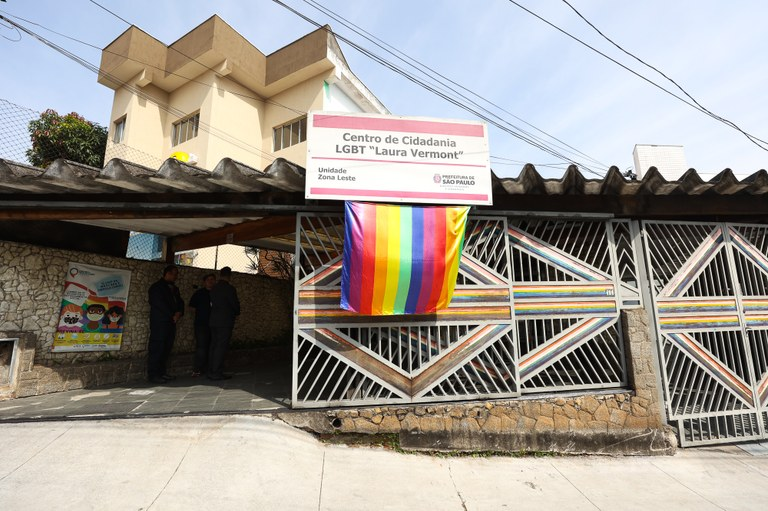 Centro de Cidadania
LGBT "Laura Vermont"
Unidade
Zona Leste
PREFEITURA DE
SÃO PAULO